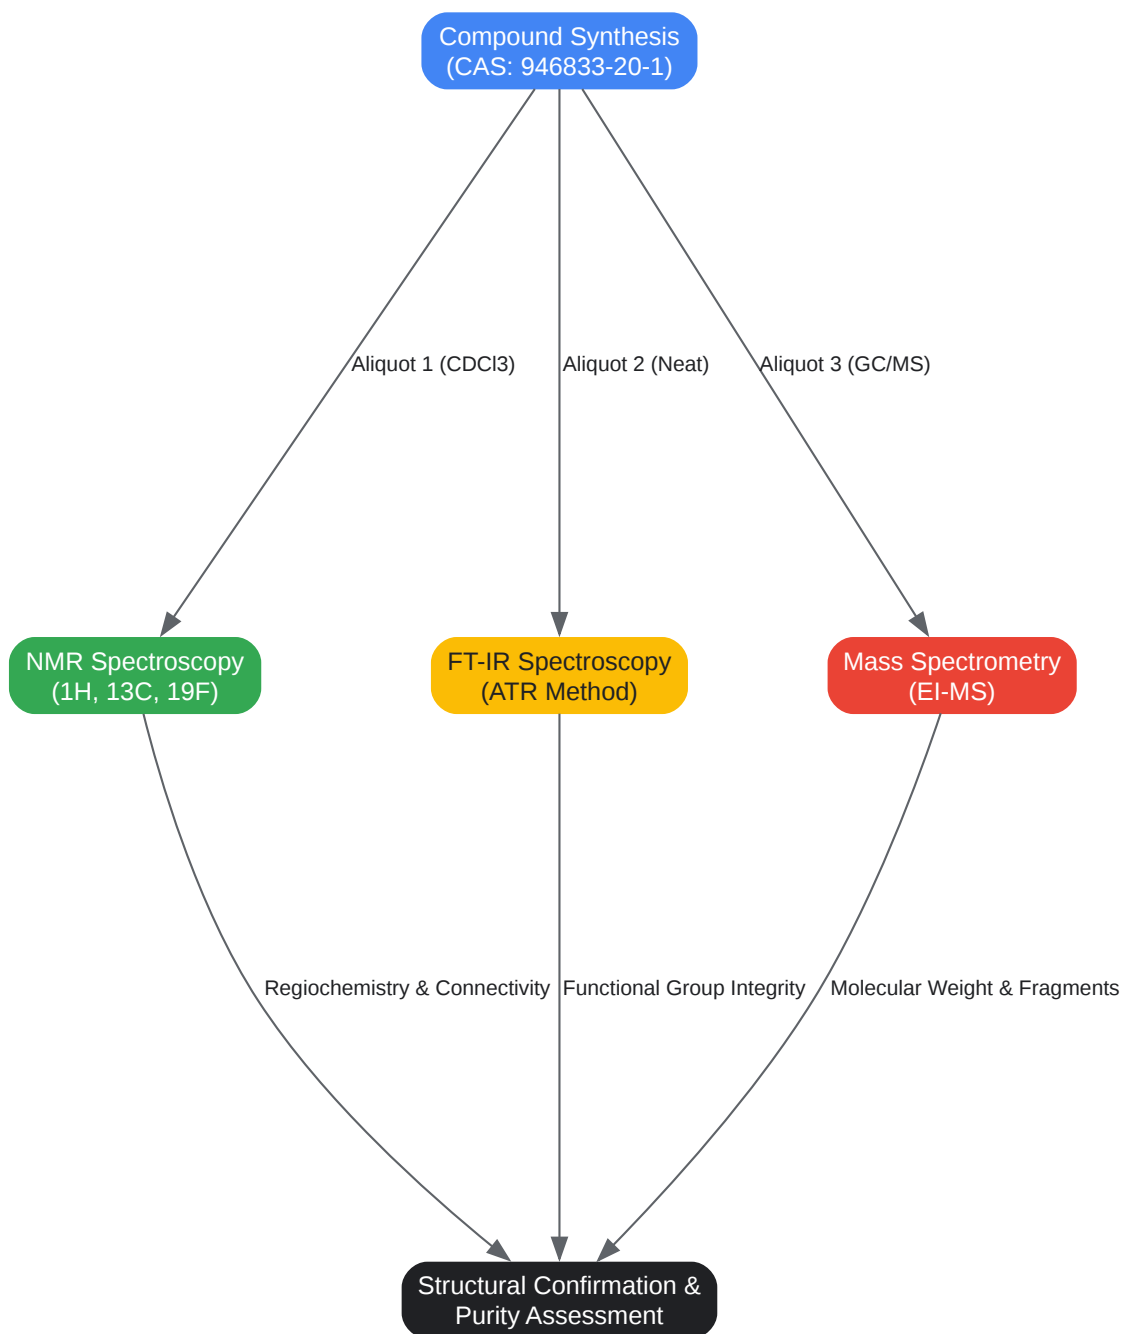 Compound Synthesis
(CAS: 946833-20-1)
Aliquot 1 (CDCl3)
Aliquot 2 (Neat)
Aliquot 3 (GC/MS)
NMR Spectroscopy
(1H, 13C, 19F)
FT-IR Spectroscopy
(ATR Method)
Mass Spectrometry
(EI-MS)
Regiochemistry & Connectivity
Functional Group Integrity
Molecular Weight & Fragments
Structural Confirmation &
Purity Assessment